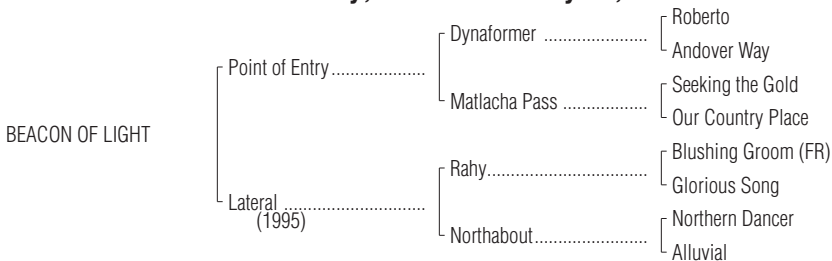 Roberto
Dynaformer
Andover Way
Point of Entry
Seeking the Gold
Matlacha Pass
Our Country Place
BEACON OF LIGHT
Blushing Groom (FR)
Rahy
Glorious Song
Lateral
(1995)
Northern Dancer
Northabout
Alluvial